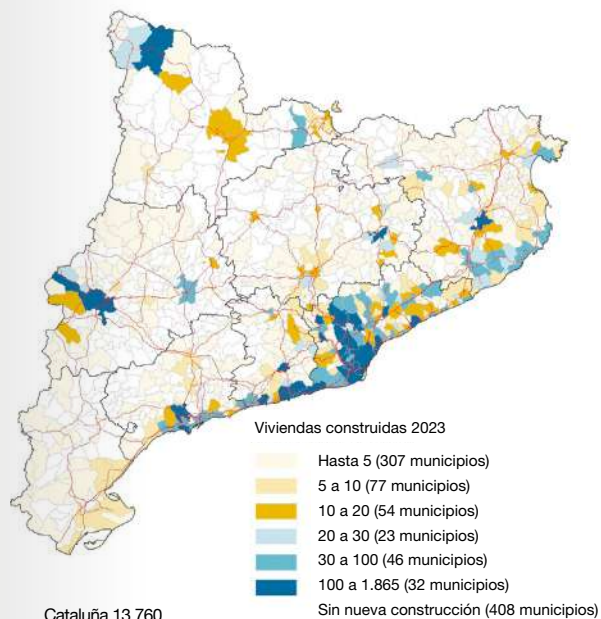 Viviendas construidas 2023
Hasta 5 (307 municipios)
5 a 10 (77 municipios)
10 a 20 (54 municipios)
20 a 30 (23 municipios)
30 a 100 (46 municipios)
100 a 1.865 (32 municipios)
Sin nueva construcción (408 municipios)
Cataluña 13.760